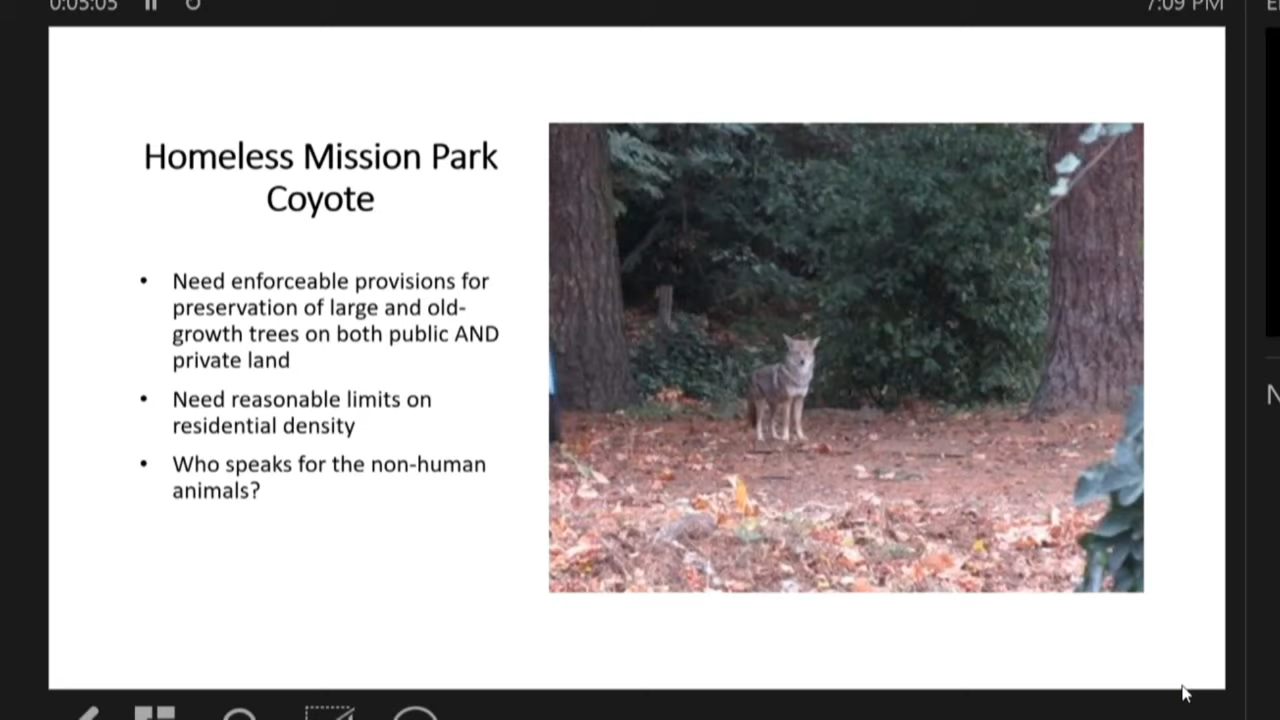 0:05:05
7:09 PM
Homeless Mission Park
Coyote
• Need enforceable provisions for
preservation of large and old-
growth trees on both public AND
private land
• Need reasonable limits on
residential density
• Who speaks for the non-human
animals?